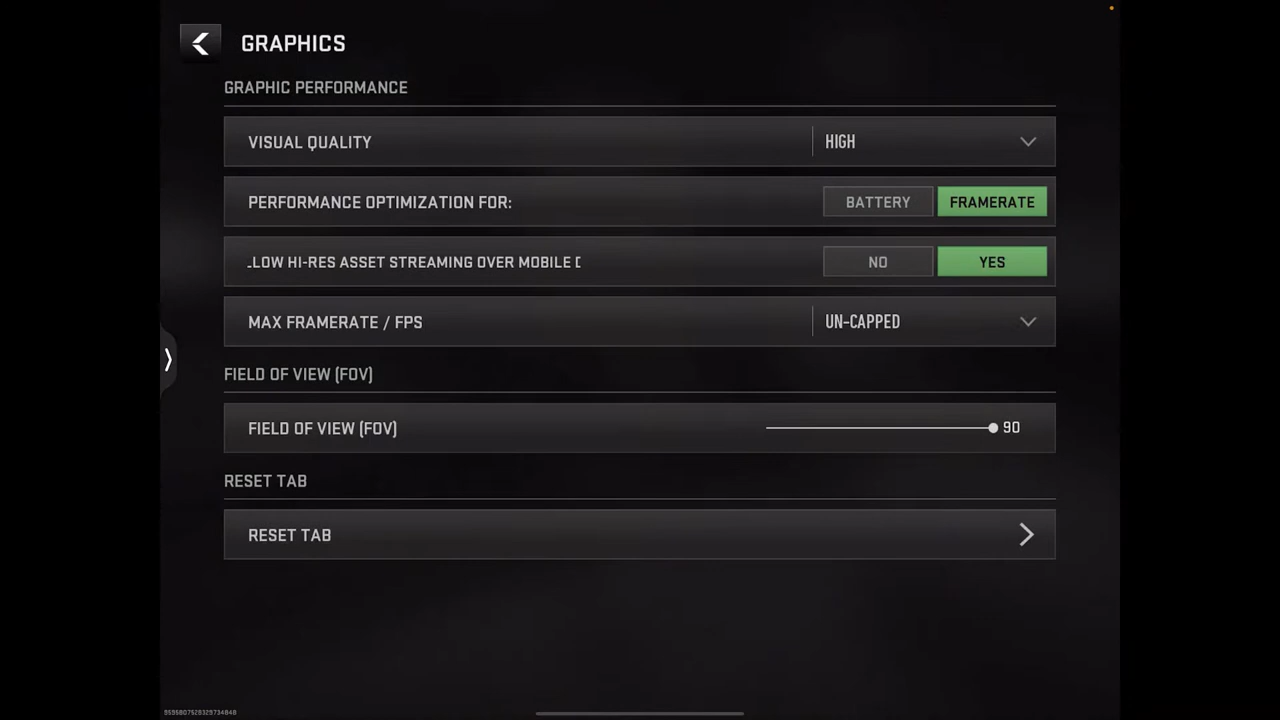 GRAPHICS
GRAPHIC PERFORMANCE
VISUAL QUALITY HIGH
PERFORMANCE OPTIMIZATION FOR: BATTERY FRAMERATE
LOW HI-RES ASSET STREAMING OVER MOBILE NO YES
MAX FRAMERATE / FPS UN-CAPPED
FIELD OF VIEW (FOV)
FIELD OF VIEW (FOV) 90
RESET TAB
RESET TAB